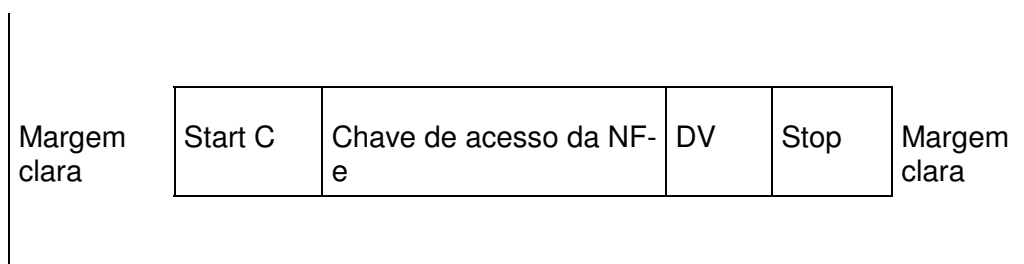 Margem clara
Start C
Chave de acesso da NF-
e
DV
Stop
Margem clara